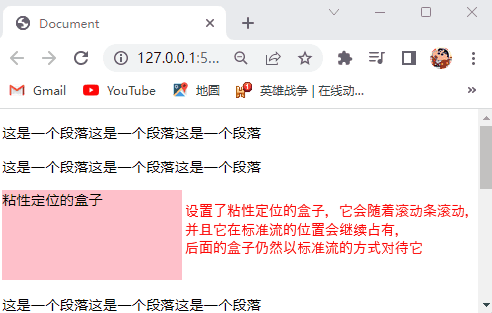 Document
127.0.0.1:5...
Gmail
YouTube
地圖
英雄战争 | 在线动...
这是一个段落这是一个段落这是一个段落
这是一个段落这是一个段落这是一个段落
粘性定位的盒子
设置了粘性定位的盒子，它会随着滚动条滚动，
并且它在标准流的位置会继续占有，
后面的盒子仍然以标准流的方式对待它
这是一个段落这是一个段落这是一个段落